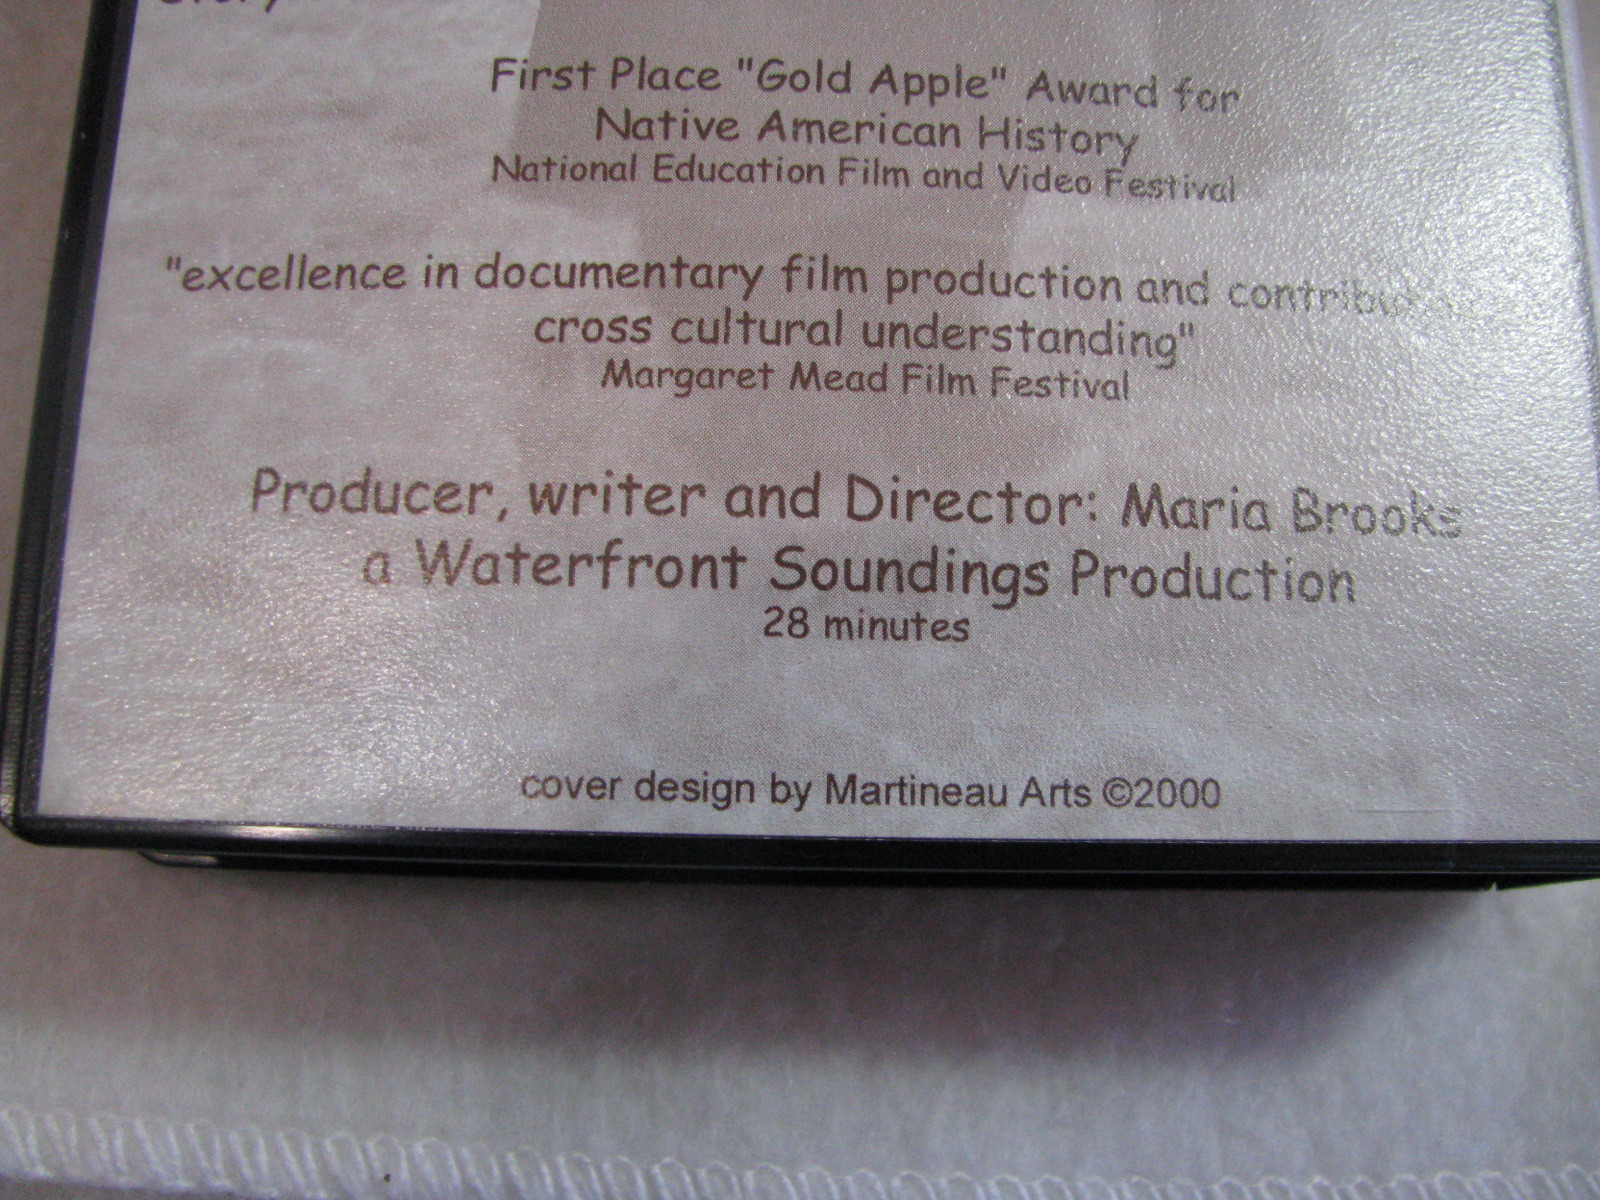 First Place "Gold Apple" Award for
Native American History
National Education Film and Video Festival
"excellence in documentary film production and
cross cultural understanding"
Margaret Mead Film Festival
Producer, writer and Director: Maria Brooks
a Waterfront Soundings Production
28 minutes
cover design by Martineau Arts ©2000